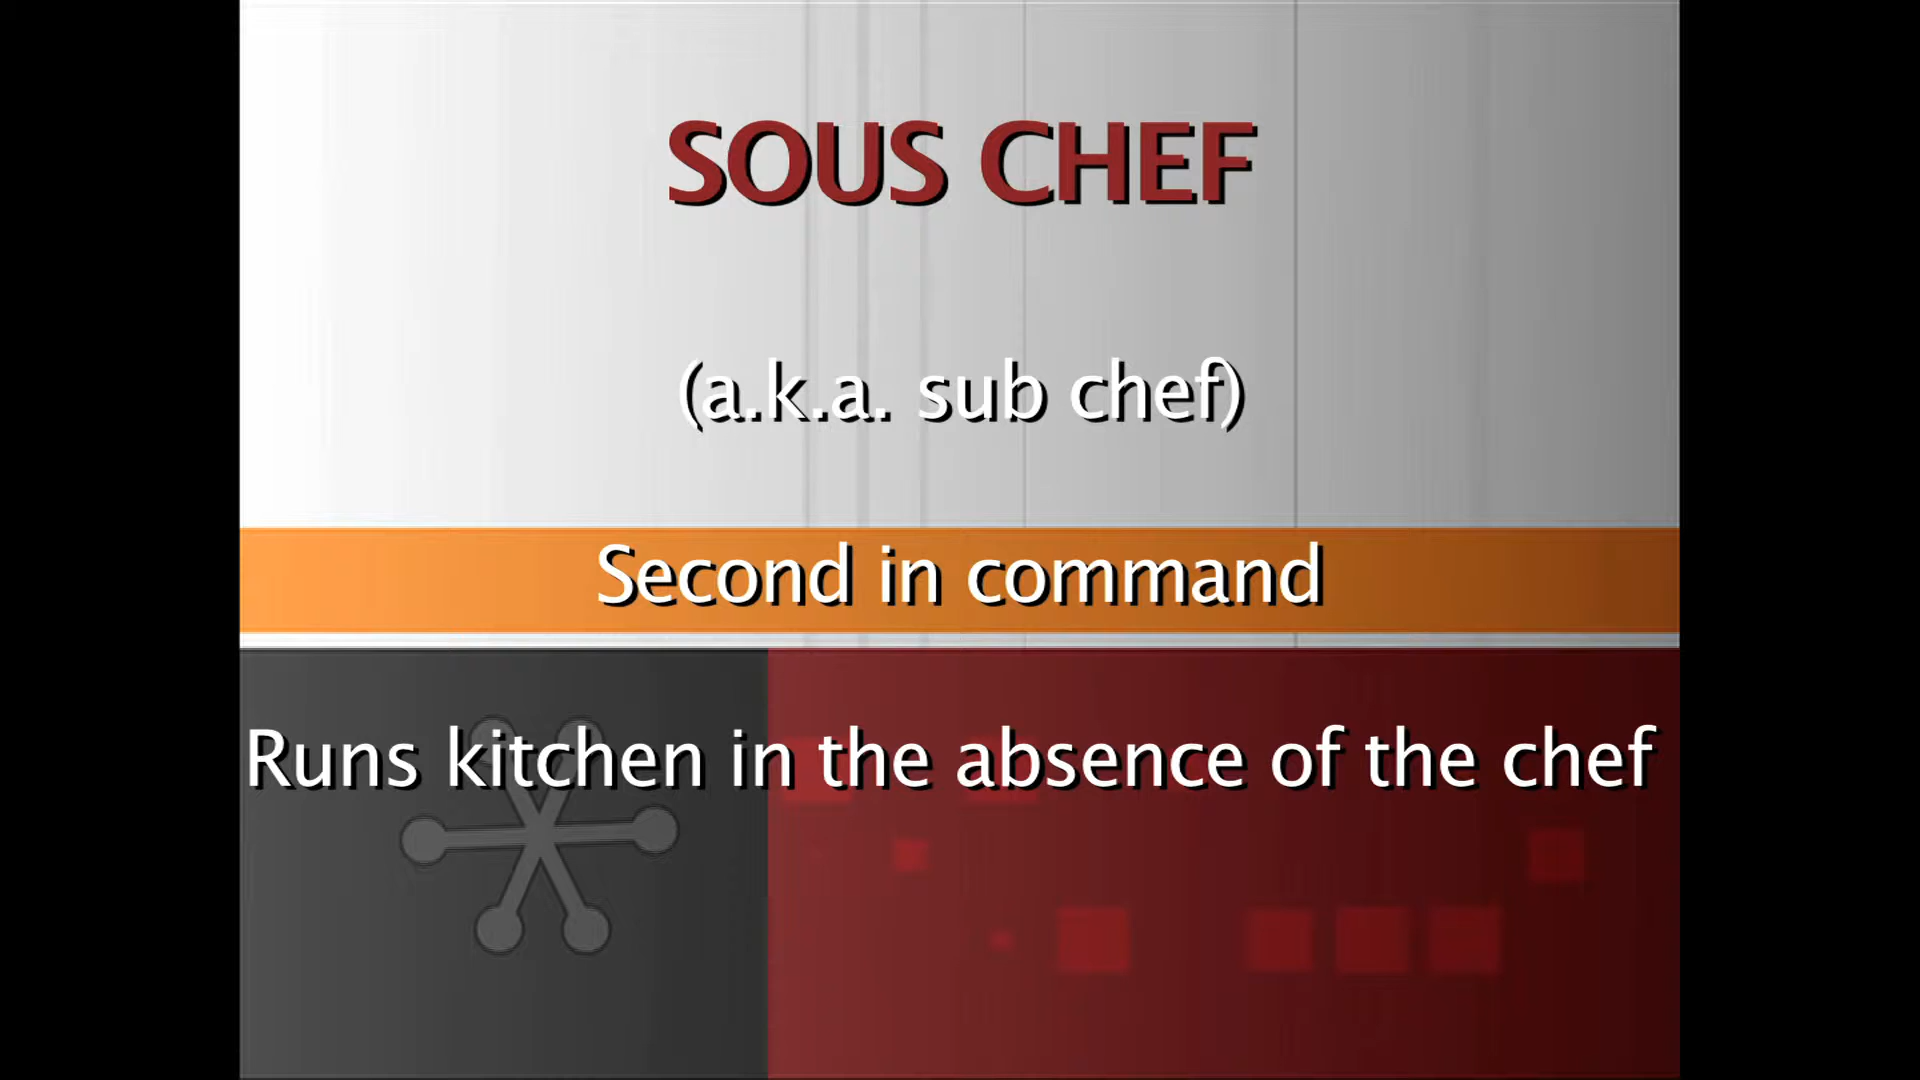 SOUS CHEF
(a.k.a. sub chef)
Second in command
Runs kitchen in the absence of the chef